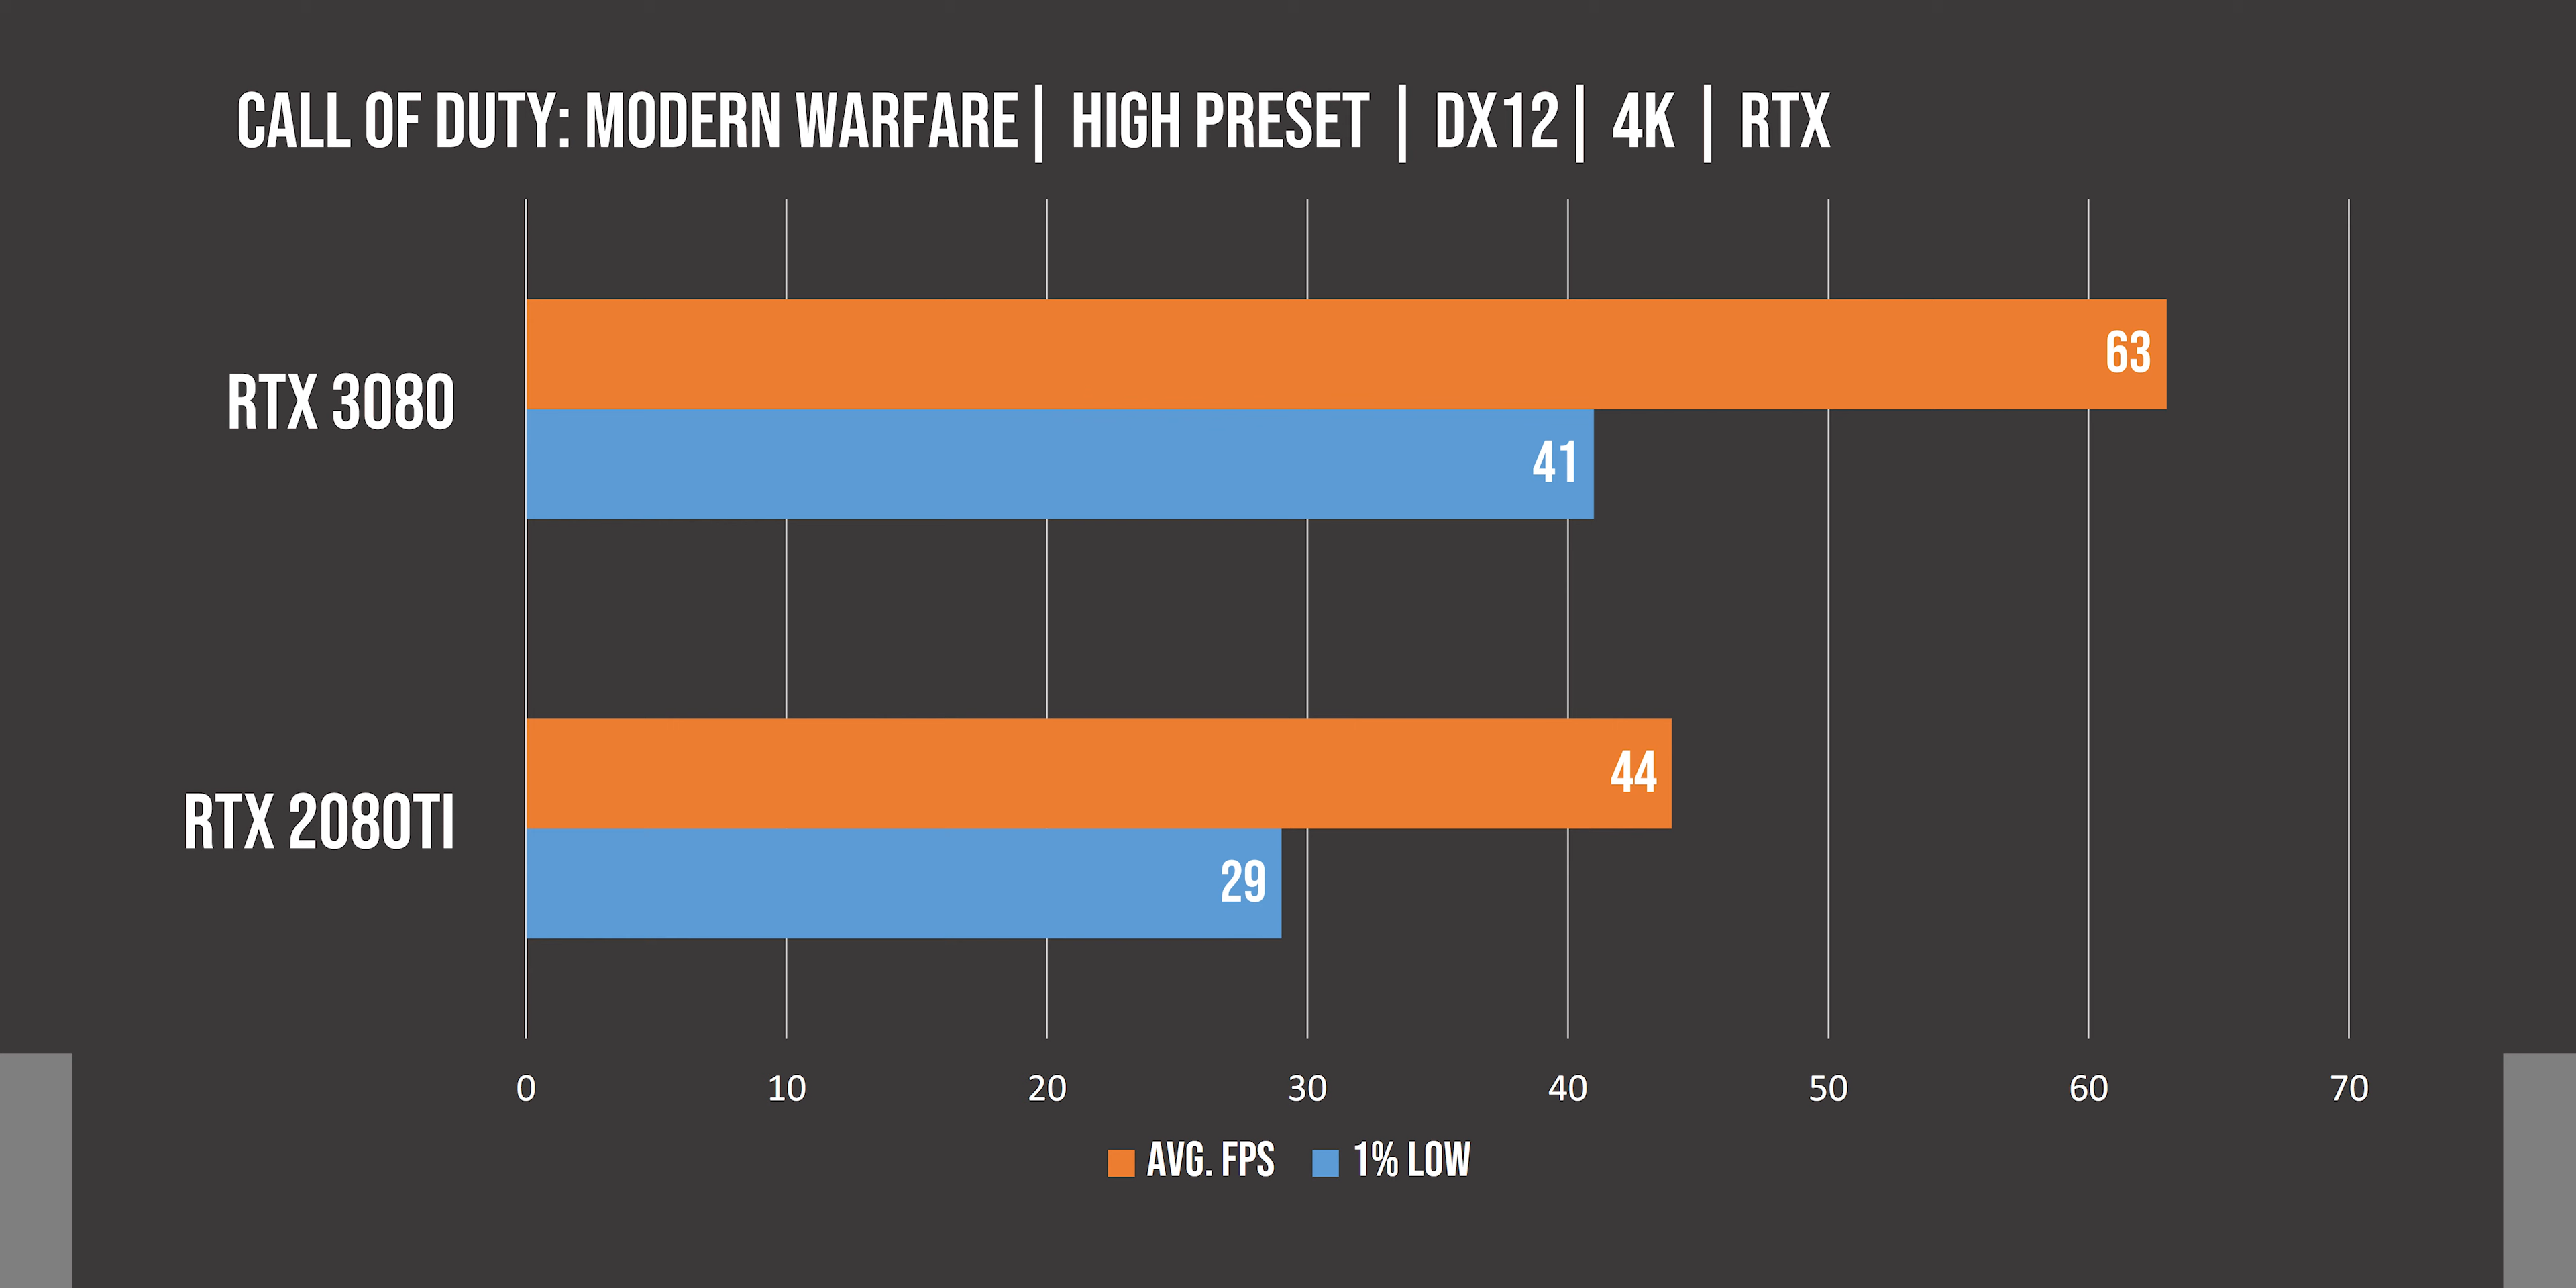 CALL OF DUTY: MODERN WARFARE| HIGH PRESET | DX12| 4K | RTX
RTX 3080
63
41
RTX 2080TI
44
29
0 10 20 30 40 50 60 70
AVG. FPS 1% LOW